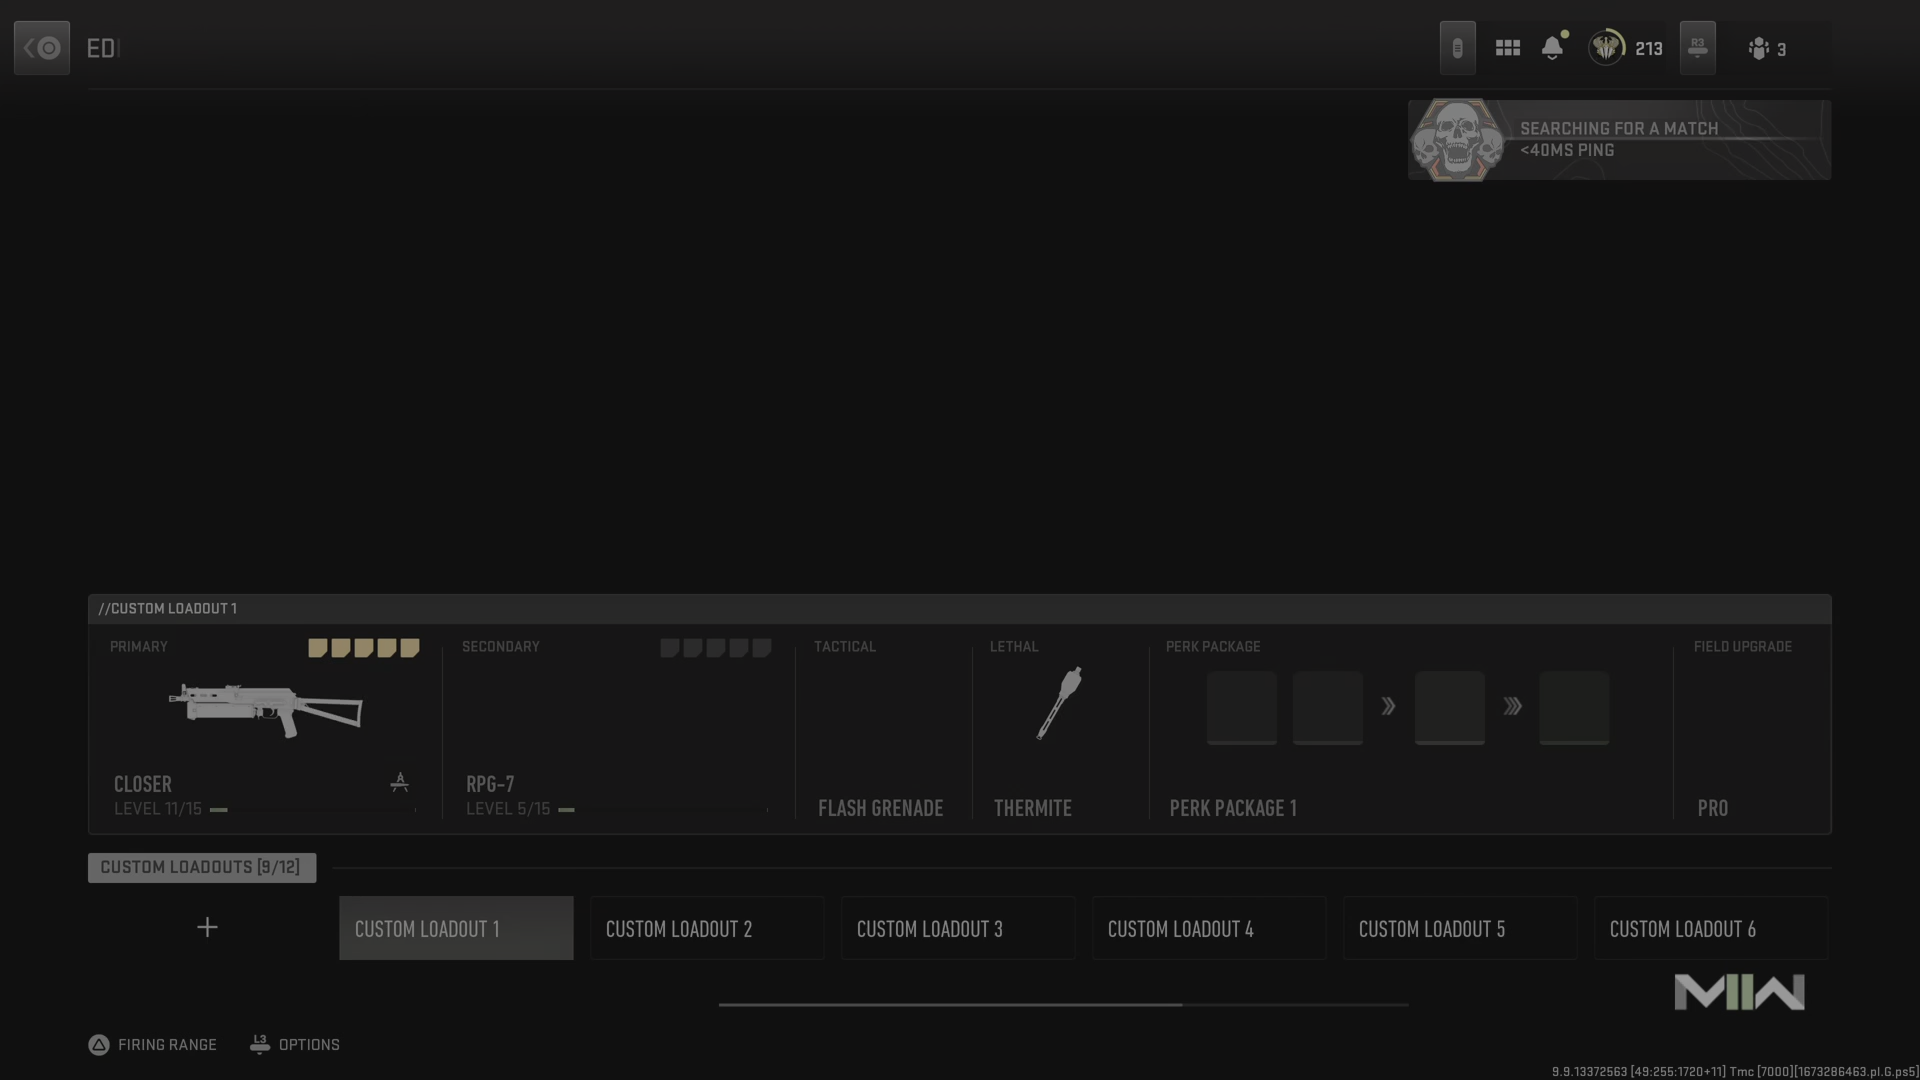 ED
213
R3
3
SEARCHING FOR A MATCH
<40MS PING
//CUSTOM LOADOUT 1
PRIMARY
SECONDARY
TACTICAL
LETHAL
PERK PACKAGE
FIELD UPGRADE
CLOSER
LEVEL 11/15
RPG-7
LEVEL 5/15
FLASH GRENADE
THERMITE
PERK PACKAGE 1
PRO
CUSTOM LOADOUTS [9/12]
CUSTOM LOADOUT 1
CUSTOM LOADOUT 2
CUSTOM LOADOUT 3
CUSTOM LOADOUT 4
CUSTOM LOADOUT 5
CUSTOM LOADOUT 6
MIIW
FIRING RANGE
L3
OPTIONS
9.9.13372563 [49:255:1720+11] Tmc [7000][1673286463.pl.G.ps5]